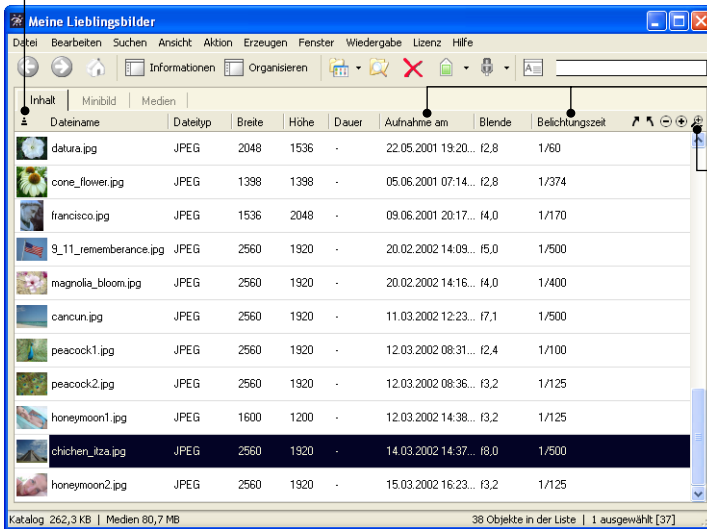 Meine Lieblingsbilder
Datei Bearbeiten Suchen Ansicht Aktion Erzeugen Fenster Wiedergabe Lizenz Hilfe
Informationen Organisieren
Inhalt Minibild Medien
Dateiname Dateityp Breite Höhe Dauer Aufnahme am Blende Belichtungszeit
datura.jpg JPEG 2048 1536 - 22.05.2001 19:20... f2,8 1/60
cone_flower.jpg JPEG 1398 1398 - 05.06.2001 07:14... f2,8 1/374
francisco.jpg JPEG 1536 2048 - 09.06.2001 20:17... f4,0 1/170
9_11_rememberance.jpg JPEG 2560 1920 - 20.02.2002 14:09... f5,0 1/500
magnolia_bloom.jpg JPEG 2560 1920 - 20.02.2002 14:16... f4,0 1/400
cancun.jpg JPEG 2560 1920 - 11.03.2002 12:23... f7,1 1/500
peacock1.jpg JPEG 2560 1920 - 12.03.2002 08:31... f2,4 1/100
peacock2.jpg JPEG 2560 1920 - 12.03.2002 08:36... f3,2 1/125
honeymoon1.jpg JPEG 1600 1200 - 12.03.2002 14:38... f3,2 1/125
chichen_itza.jpg JPEG 2560 1920 - 14.03.2002 14:37... f8,0 1/500
honeymoon2.jpg JPEG 2560 1920 - 15.03.2002 16:23... f3,2 1/125
Katalog 262,3 KB | Medien 80,7 MB 38 Objekte in der Liste | 1 ausgewählt [37]